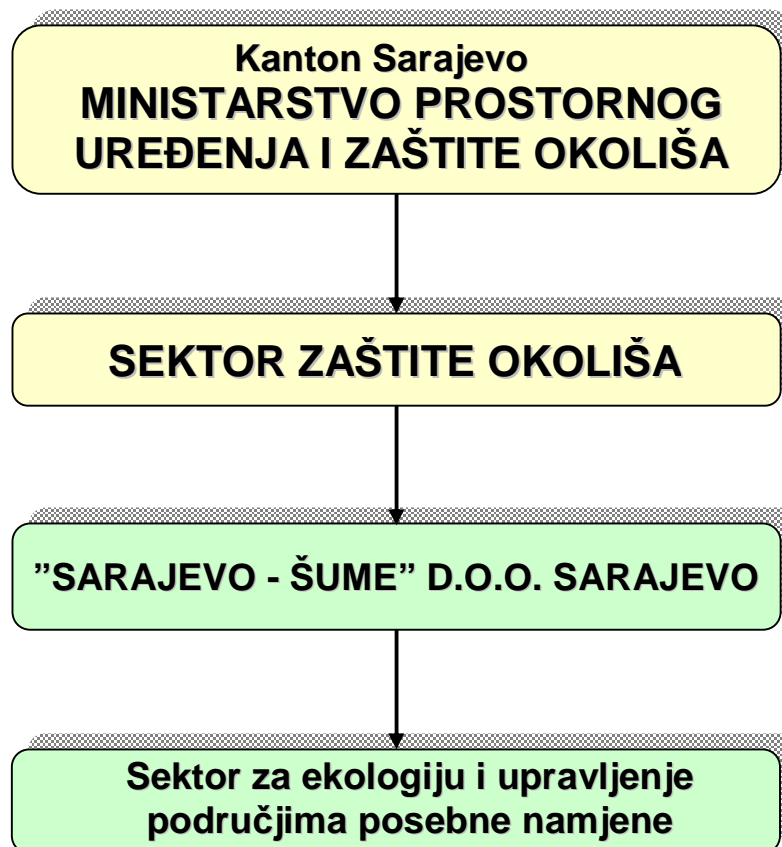 Kanton Sarajevo
MINISTARSTVO PROSTORNOG
UREĐENJA I ZAŠTITE OKOLIŠA
SEKTOR ZAŠTITE OKOLIŠA
”SARAJEVO - ŠUME” D.O.O. SARAJEVO
Sektor za ekologiju i upravljenje
područjima posebne namjene